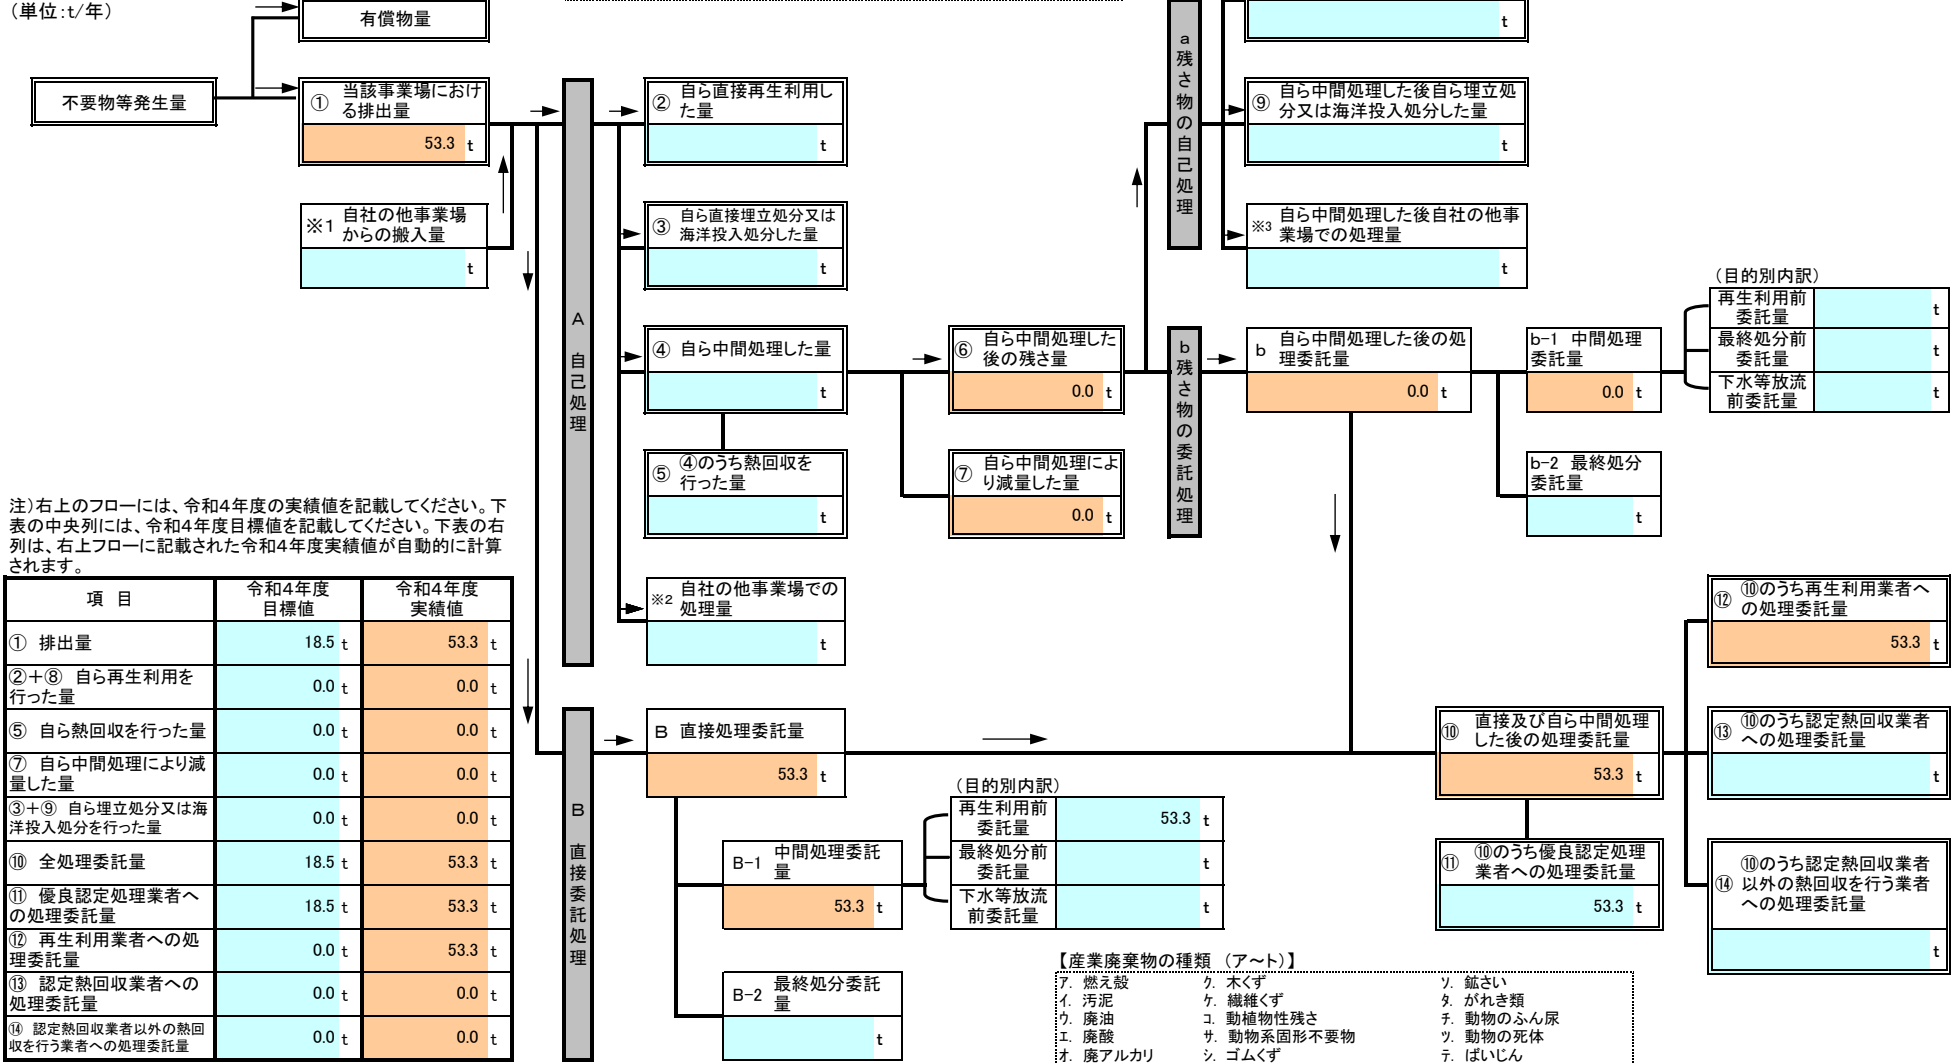 （単位：t/年）
有償物量
不要物等発生量
① 当該事業場におけ
る排出量
53.3 t
※1 自社の他事業場
からの搬入量
t
A
自己処理
② 自ら直接再生利用し
た量
t
③ 自ら直接埋立処分又は
海洋投入処分した量
t
④ 自ら中間処理した量
t
⑤ ④のうち熱回収を
行った量
t
※2 自社の他事業場での
処理量
t
⑥ 自ら中間処理した
後の残さ量
0.0 t
⑦ 自ら中間処理によ
り減量した量
0.0 t
a残さ物の自己処理
t
⑨ 自ら中間処理した後自ら埋立処
分又は海洋投入処分した量
t
※3 自ら中間処理した後自社の他事
業場での処理量
t
b残さ物の委託処理
b 自ら中間処理した後の処
理委託量
0.0 t
b-1 中間処理
委託量
0.0 t
b-2 最終処分
委託量
t
（目的別内訳）
再生利用前
委託量
t
最終処分前
委託量
t
下水等放流
前委託量
t
注）右上のフローには、令和４年度の実績値を記載してください。下
表の中央列には、令和４年度目標値を記載してください。下表の右
列は、右上フローに記載された令和４年度実績値が自動的に計算
されます。
項 目
令和４年度
目標値
令和４年度
実績値
① 排出量
18.5 t 53.3 t
②＋⑧ 自ら再生利用を
行った量
0.0 t 0.0 t
⑤ 自ら熱回収を行った量
0.0 t 0.0 t
⑦ 自ら中間処理により減
量した量
0.0 t 0.0 t
③＋⑨ 自ら埋立処分又は海
洋投入処分を行った量
0.0 t 0.0 t
⑩ 全処理委託量
18.5 t 53.3 t
⑪ 優良認定処理業者へ
の処理委託量
18.5 t 53.3 t
⑫ 再生利用業者への処
理委託量
0.0 t 53.3 t
⑬ 認定熱回収業者への
処理委託量
0.0 t 0.0 t
⑭ 認定熱回収業者以外の熱回
収を行う業者への処理委託量
0.0 t 0.0 t
B
直接委託処理
B 直接処理委託量
53.3 t
B-1 中間処理委託
量
53.3 t
B-2 最終処分委託
量
t
（目的別内訳）
再生利用前
委託量
53.3 t
最終処分前
委託量
t
下水等放流
前委託量
t
⑩ 直接及び自ら中間処理
した後の処理委託量
53.3 t
⑪ ⑩のうち優良認定処理
業者への処理委託量
53.3 t
⑫ ⑩のうち再生利用業者へ
の処理委託量
53.3 t
⑬ ⑩のうち認定熱回収業者
への処理委託量
t
⑭ ⑩のうち認定熱回収業者
以外の熱回収を行う業者
への処理委託量
t
【産業廃棄物の種類 （ア～ト）】
ア. 燃え殻 ク. 木くず ソ. 鉱さい
イ. 汚泥 ケ. 繊維くず タ. がれき類
ウ. 廃油 コ. 動植物性残さ チ. 動物のふん尿
エ. 廃酸 サ. 動物系固形不要物 ツ. 動物の死体
オ. 廃アルカリ シ. ゴムくず テ. ばいじん